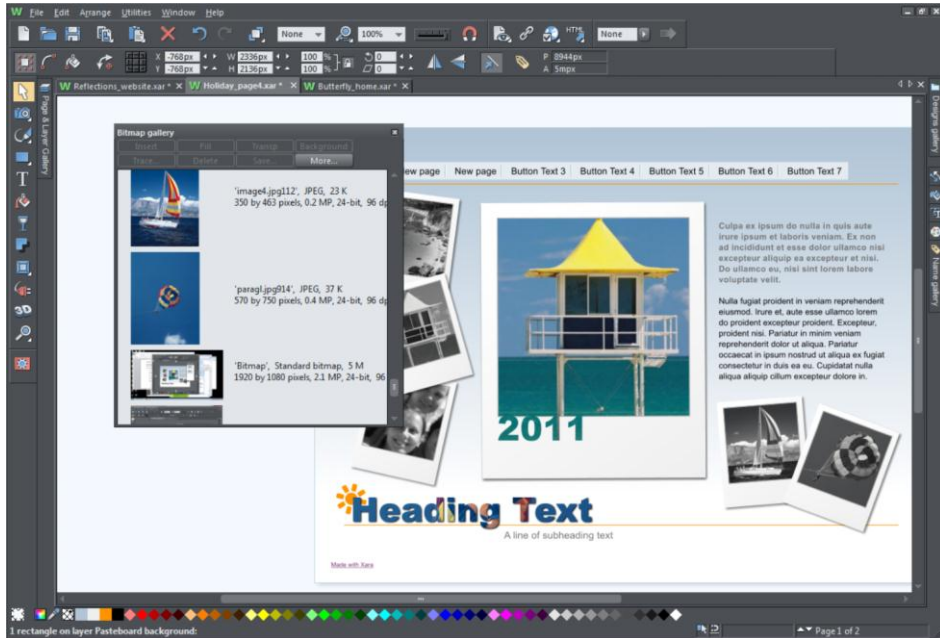 W File Edit Arrange Utilities Window Help
None 100% HTML None
X -768px W 2336px 100 % 0 P 8944px
Y -768px H 2136px 100 % 0 A 5mpx
Reflections_website.xar * Holiday_page4.xar * Butterfly_home.xar *
Page & Layer Gallery
Designs gallery
Name gallery
T
3D
Bitmap gallery
Insert Fill Transp Background
Trace... Delete Save... More...
'image4.jpg112', JPEG, 23 K
350 by 463 pixels, 0.2 MP, 24-bit, 96 dp
'paragl.jpg914', JPEG, 37 K
570 by 750 pixels, 0.4 MP, 24-bit, 96 dp
'Bitmap', Standard bitmap, 5 M
1920 by 1080 pixels, 2.1 MP, 24-bit, 96
ew page New page Button Text 3 Button Text 4 Button Text 5 Button Text 6 Button Text 7
Culpa ex ipsum do nulla in quis aute
irure ipsum et laboris veniam. Ex non
ad incididunt et esse dolor ullamco nisi
excepteur aliquip ea excepteur et nisi.
Do ullamco eu, nisi sint lorem labore
voluptate velit.
Nulla fugiat proident in veniam reprehenderit
eiusmod. Irure et, aute esse ullamco lorem
do proident excepteur proident. Excepteur,
proident nisi. Pariatur in minim veniam
reprehenderit dolor ut aliqua. Pariatur
occaecat in ipsum nostrud ut aliqua ex fugiat
consectetur in duis ea eu. Cupidatat nulla
aliqua aliquip cillum excepteur dolore in.
2011
Heading Text
A line of subheading text
Made with Xara
1 rectangle on layer Pasteboard background:
Page 1 of 2